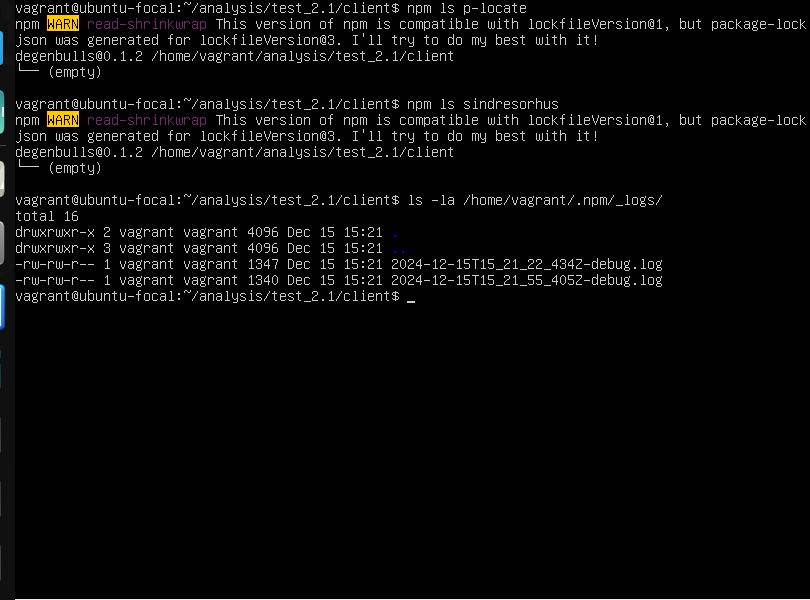 vagrant@ubuntu-focal:~/analysis/test_2.1/client$ npm ls p-locate
npm WARN read-shrinkwrap This version of npm is compatible with lockfileVersion@1, but package-lock
json was generated for lockfileVersion@3. I'll try to do my best with it!
degenbulls@0.1.2 /home/vagrant/analysis/test_2.1/client
└── (empty)
vagrant@ubuntu-focal:~/analysis/test_2.1/client$ npm ls sindresorhus
npm WARN read-shrinkwrap This version of npm is compatible with lockfileVersion@1, but package-lock
json was generated for lockfileVersion@3. I'll try to do my best with it!
degenbulls@0.1.2 /home/vagrant/analysis/test_2.1/client
└── (empty)
vagrant@ubuntu-focal:~/analysis/test_2.1/client$ ls -la /home/vagrant/.npm/_logs/
total 16
drwxrwxr-x 2 vagrant vagrant 4096 Dec 15 15:21 .
drwxrwxr-x 3 vagrant vagrant 4096 Dec 15 15:21 ..
-rw-rw-r-- 1 vagrant vagrant 1347 Dec 15 15:21 2024-12-15T15_21_22_434Z-debug.log
-rw-rw-r-- 1 vagrant vagrant 1340 Dec 15 15:21 2024-12-15T15_21_55_405Z-debug.log
vagrant@ubuntu-focal:~/analysis/test_2.1/client$ _